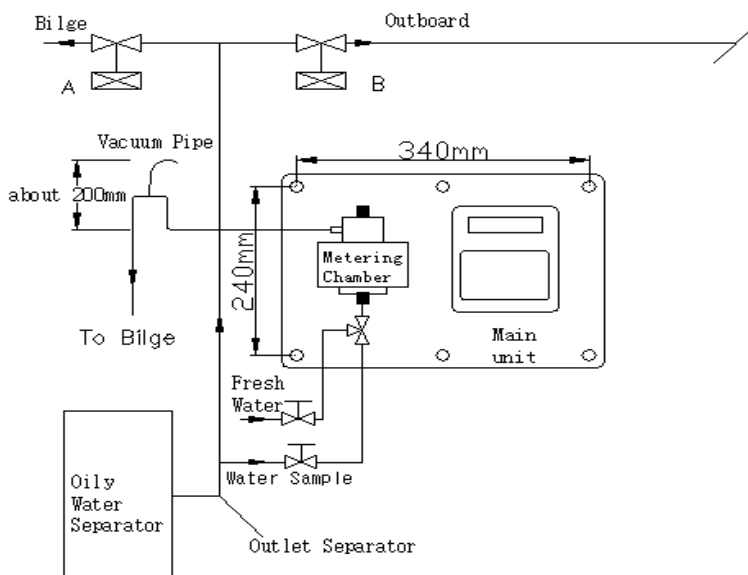 Bilge
Outboard
A
B
Vacuum Pipe
about 200mm
340mm
240mm
Metering
Chamber
To Bilge
Main
unit
Fresh
Water
Water Sample
Oily
Water
Separator
Outlet Separator